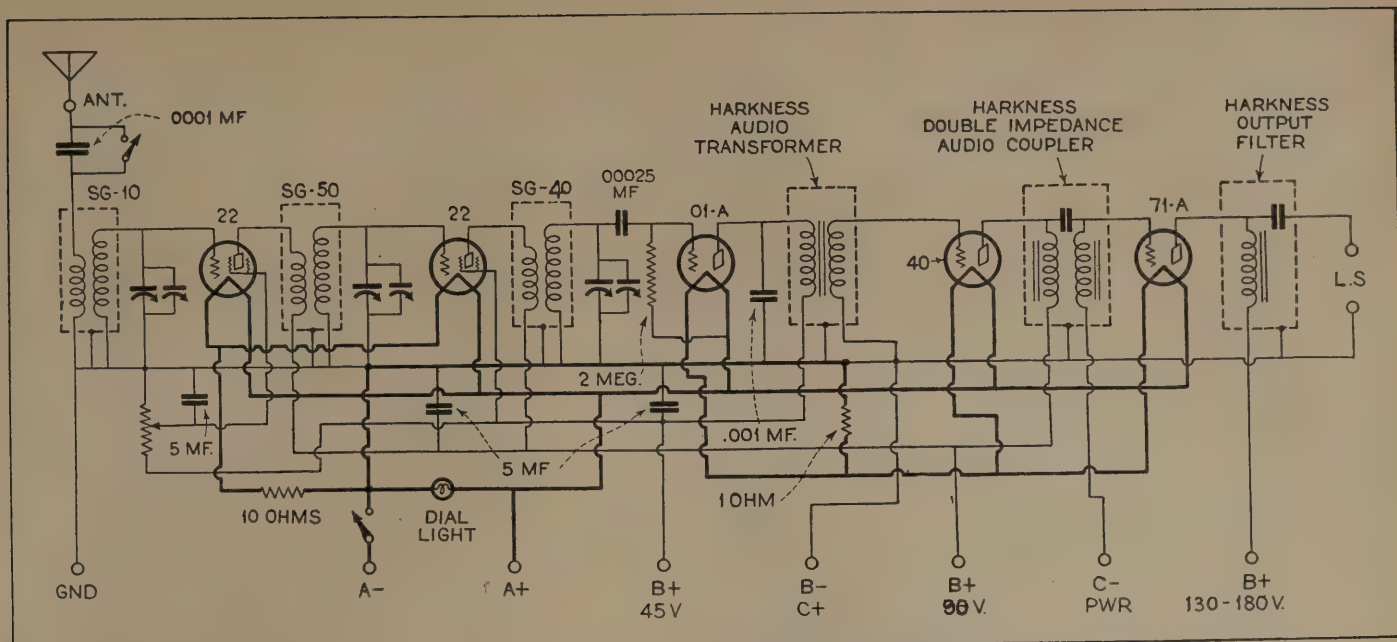 ANT.
0001 MF
SG-10
22
SG-50
22
SG-40
00025
MF
01-A
HARKNESS
AUDIO
TRANSFORMER
HARKNESS
DOUBLE IMPEDANCE
AUDIO COUPLER
HARKNESS
OUTPUT
FILTER
40
71-A
L.S
5 MF.
2 MEG.
.001 MF.
5 MF
1 OHM
10 OHMS
DIAL
LIGHT
GND
A-
A+
B+
45 V
B-
C+
B+
90 V.
C-
PWR
B+
130-180 V.